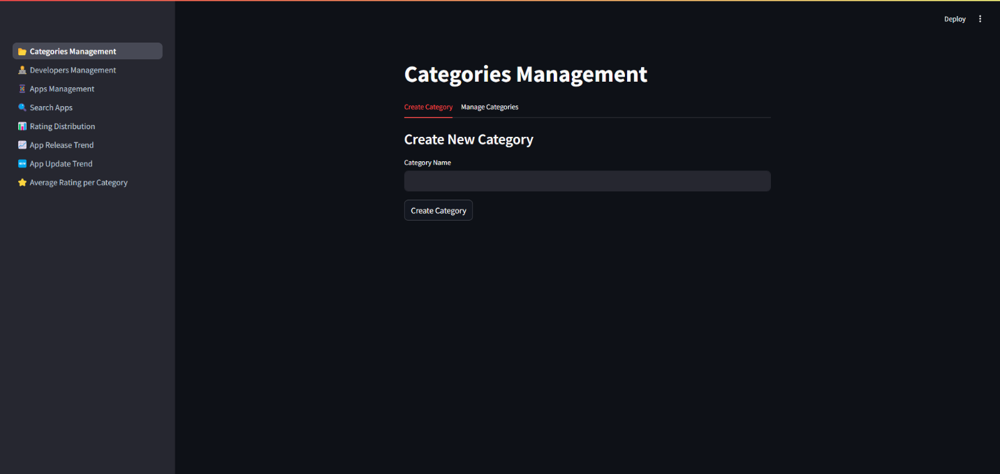 Deploy
Categories Management
Developers Management
Apps Management
Search Apps
Rating Distribution
App Release Trend
App Update Trend
Average Rating per Category
Categories Management
Create Category
Manage Categories
Create New Category
Category Name
Create Category